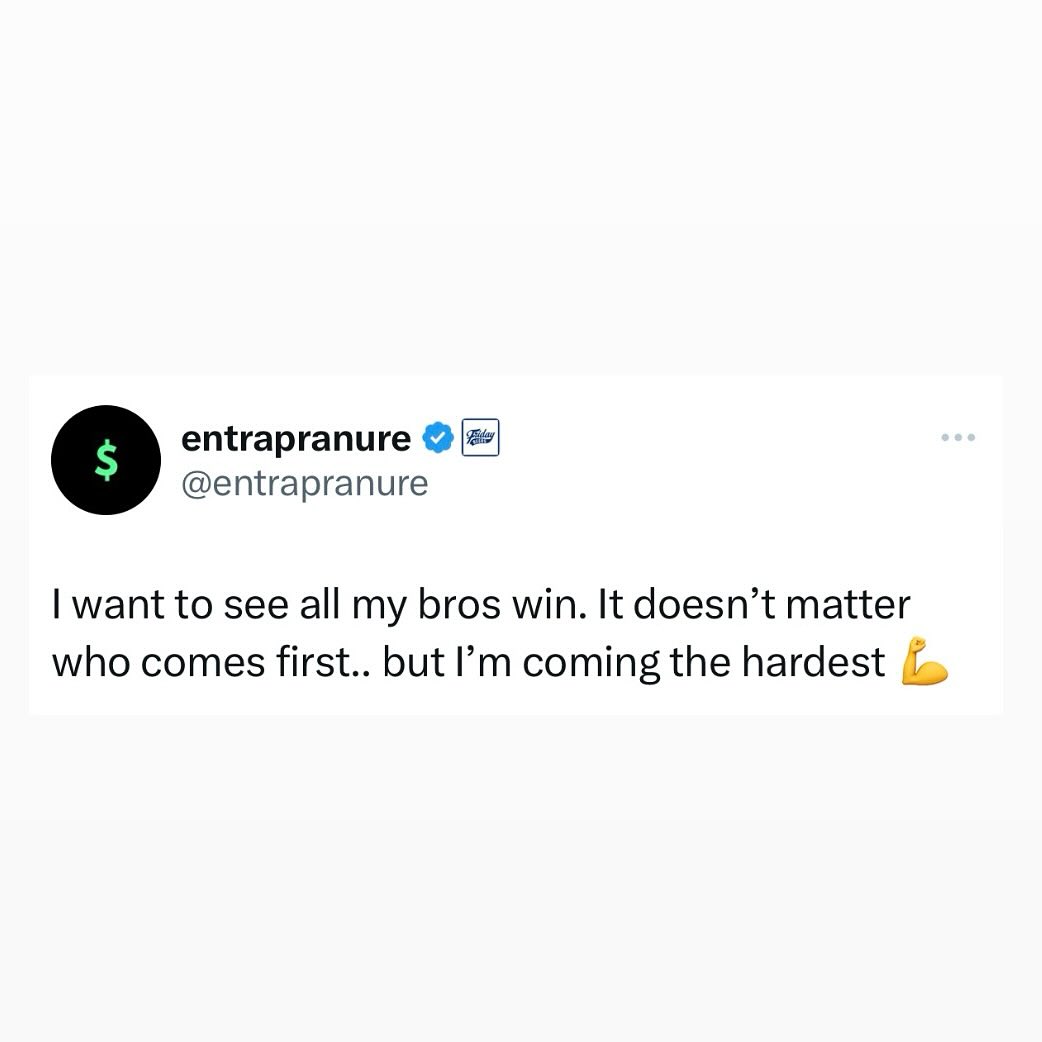 $
entrapranure
Friday
@entrapranure
I want to see all my bros win. It doesn’t matter
who comes first.. but I’m coming the hardest 💪